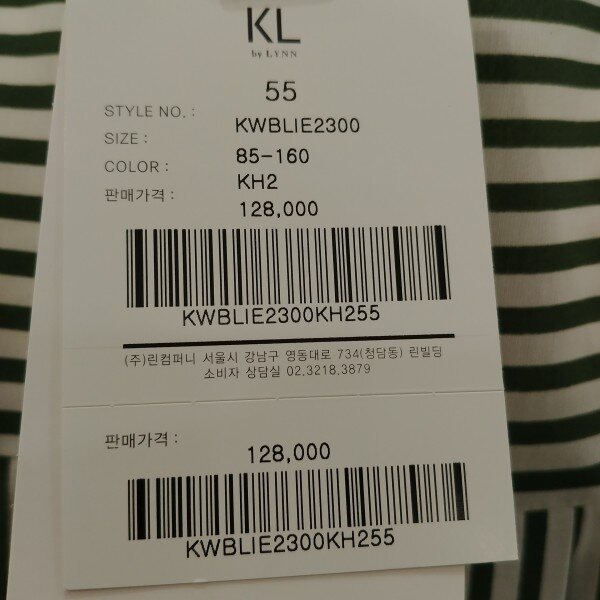 KL
by LYNN
55
STYLE NO. : KWBLIE2300
SIZE : 85-160
COLOR : KH2
판매가격 : 128,000
KWBLIE2300KH255
(주)린컴퍼니 서울시 강남구 영동대로 734(청담동) 린빌딩
소비자 상담실 02.3218.3879
판매가격 : 128,000
KWBLIE2300KH255